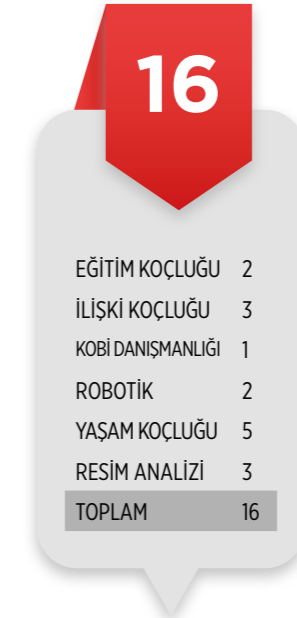 16
EĞİTİM KOÇLUĞU 2
İLİŞKİ KOÇLUĞU 3
KOBİ DANIŞMANLIĞI 1
ROBOTİK 2
YAŞAM KOÇLUĞU 5
RESİM ANALİZİ 3
TOPLAM 16